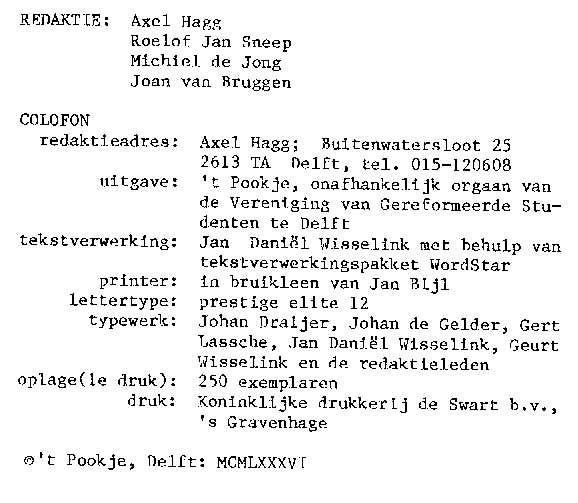 REDAKTIE: Axel Hagg
Roelof Jan Sneep
Michiel de Jong
Joan van Bruggen
COLOFON
redaktieadres: Axel Hagg; Buitenwatersloot 25
2613 TA Delft, tel. 015-120608
uitgave: 't Pookje, onafhankelijk orgaan van
de Vereniging van Gereformeerde Stu-
denten te Delft
tekstverwerking: Jan Daniël Wisselink met behulp van
tekstverwerkingspakket WordStar
printer: in bruikleen van Jan Bijl
lettertype: prestige elite 12
typewerk: Johan Draijer, Johan de Gelder, Gert
Lassche, Jan Daniël Wisselink, Geurt
Wisselink en de redaktieleden
oplage(1e druk): 250 exemplaren
druk: Koninklijke drukkerij de Swart b.v.,
's Gravenhage
©'t Pookje, Delft: MCMLXXXVI